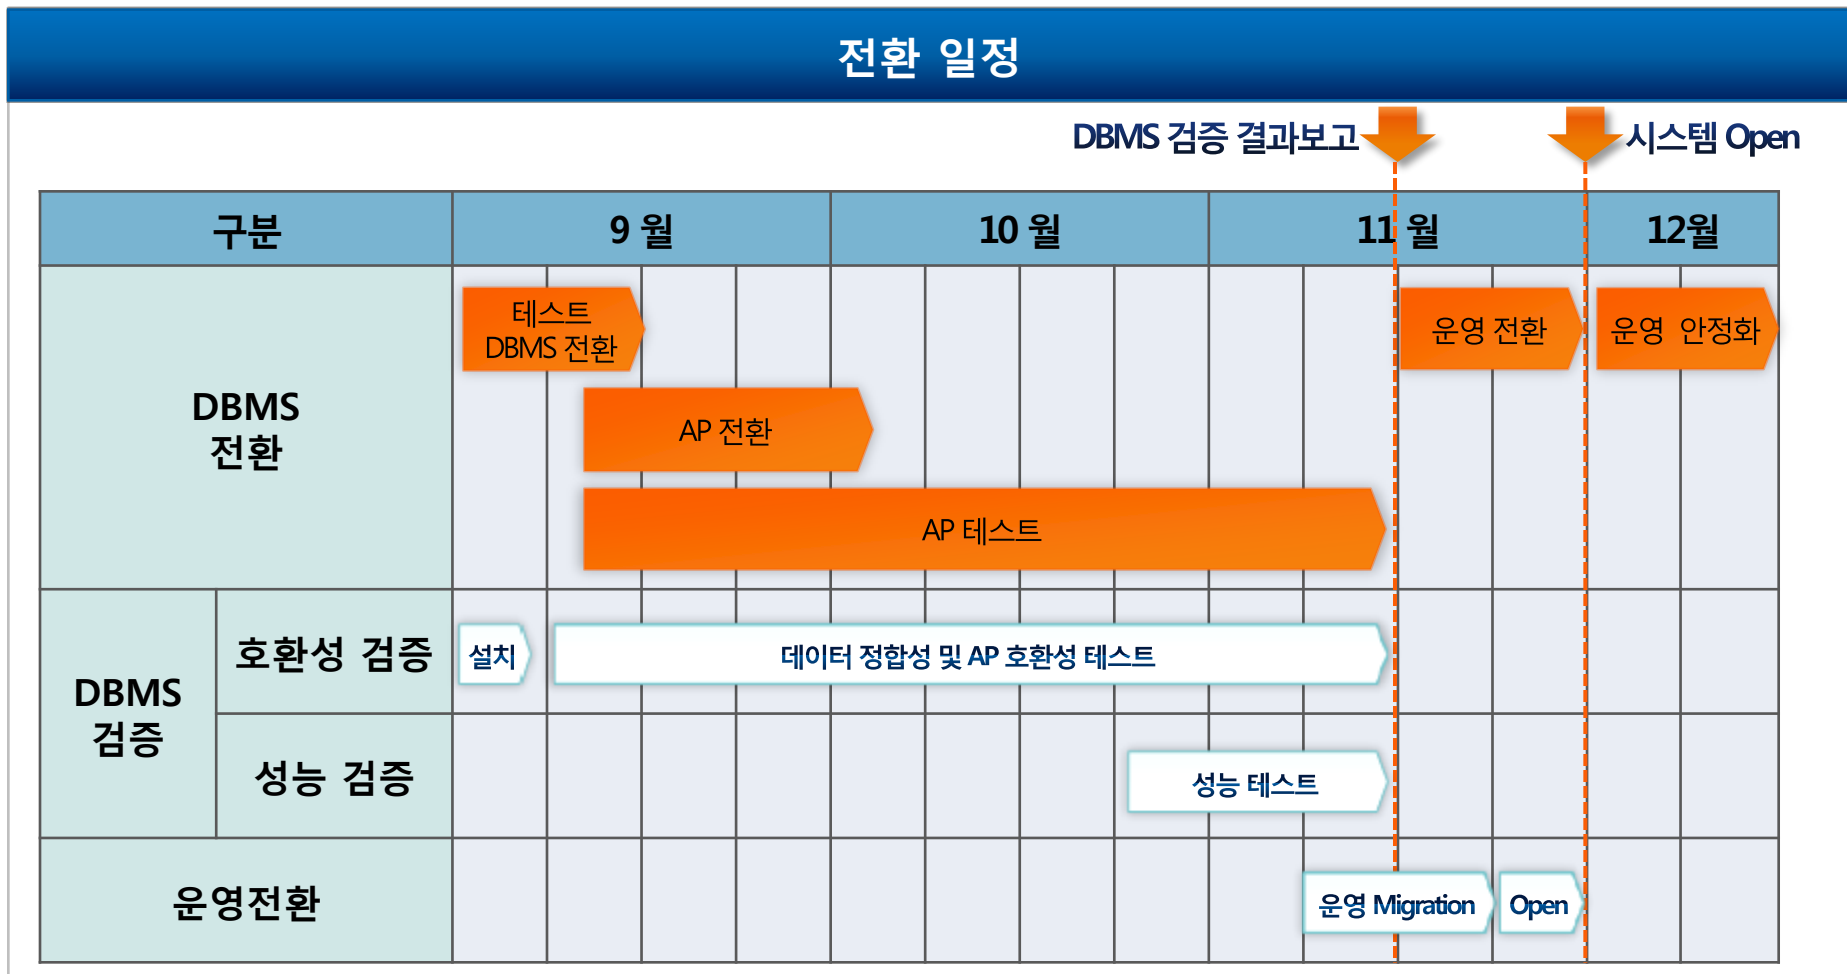 전환 일정
DBMS 검증 결과보고
시스템 Open
구분
9 월
10 월
11 월
12월
DBMS
전환
테스트
DBMS 전환
운영 전환
운영 안정화
AP 전환
AP 테스트
DBMS
검증
호환성 검증
설치
데이터 정합성 및 AP 호환성 테스트
성능 검증
성능 테스트
운영전환
운영 Migration
Open